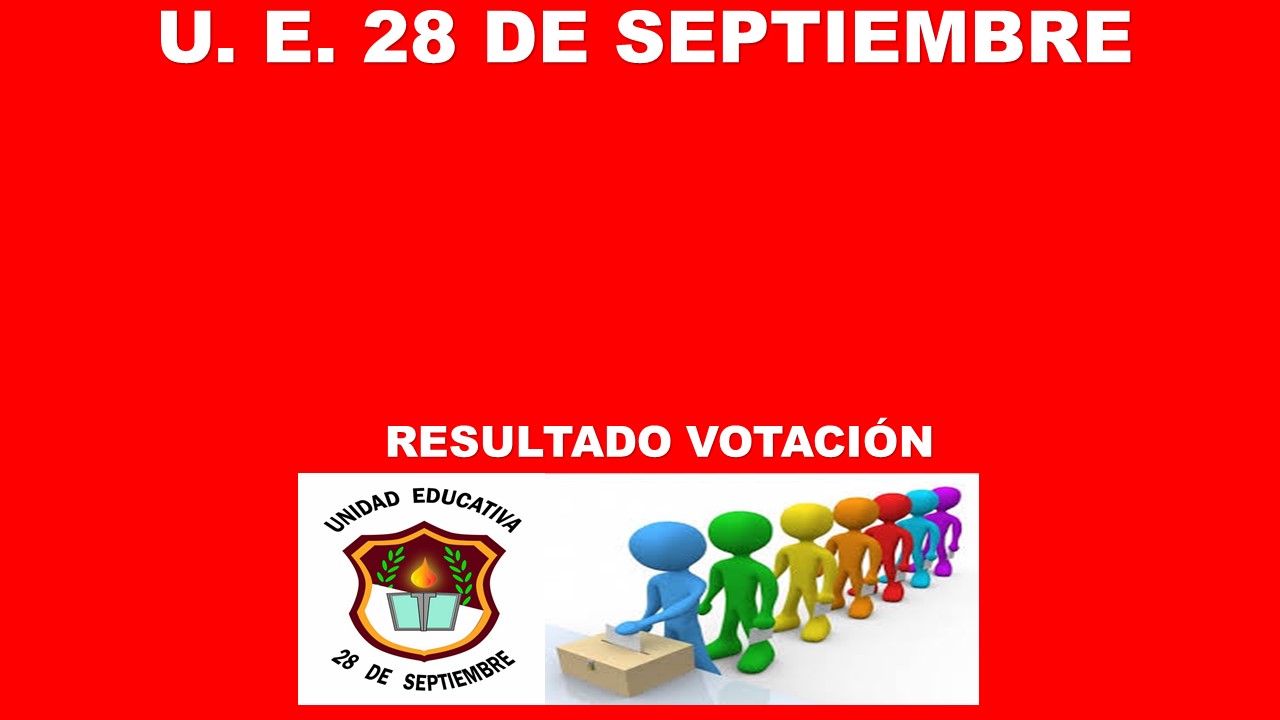 U. E. 28 DE SEPTIEMBRE
RESULTADO VOTACIÓN
UNIDAD EDUCATIVA
28 DE SEPTIEMBRE